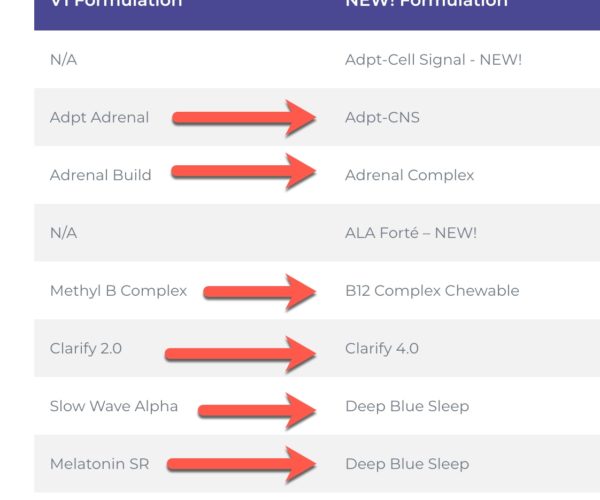 V1 Formulation NEW! Formulation
N/A Adpt-Cell Signal - NEW!
Adpt Adrenal Adpt-CNS
Adrenal Build Adrenal Complex
N/A ALA Forté – NEW!
Methyl B Complex B12 Complex Chewable
Clarify 2.0 Clarify 4.0
Slow Wave Alpha Deep Blue Sleep
Melatonin SR Deep Blue Sleep